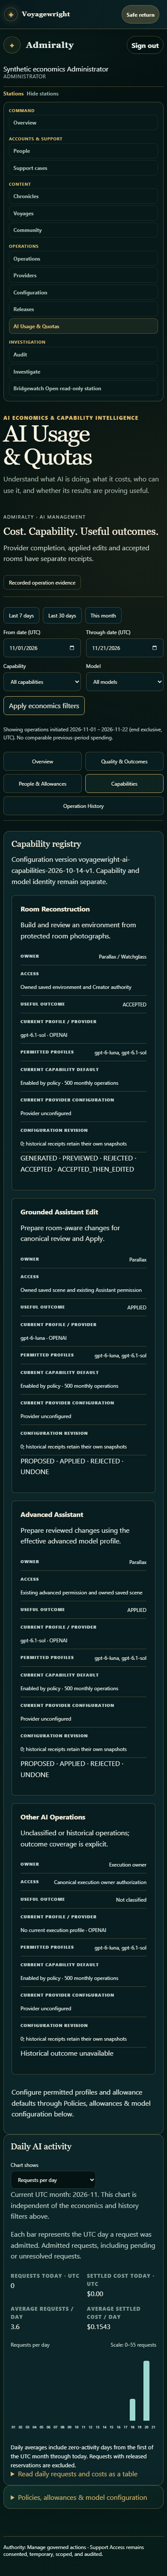 Voyagewright
Safe return
Admiralty
Sign out
Synthetic economics Administrator
ADMINISTRATOR
Stations Hide stations
COMMAND
Overview
ACCOUNTS & SUPPORT
People
Support cases
CONTENT
Chronicles
Voyages
Community
OPERATIONS
Operations
Providers
Configuration
Releases
AI Usage & Quotas
INVESTIGATION
Audit
Investigate
Bridgewatch Open read-only station
AI ECONOMICS & CAPABILITY INTELLIGENCE
AI Usage
& Quotas
Understand what AI is doing, what it costs, who can
use it, and whether its results are proving useful.
ADMIRALTY · AI MANAGEMENT
Cost. Capability. Useful outcomes.
Provider completion, applied edits and accepted
rooms have separate receipts.
Recorded operation evidence
Last 7 days
Last 30 days
This month
From date (UTC)
Through date (UTC)
11/01/2026
11/21/2026
Capability
Model
All capabilities
All models
Apply economics filters
Showing operations initiated 2026-11-01 – 2026-11-22 (end exclusive,
UTC). No comparable previous-period spending.
Overview
Quality & Outcomes
People & Allowances
Capabilities
Operation History
Capability registry
Configuration version voyagewright-ai-
capabilities-2026-10-14-v1. Capability and
model identity remain separate.
Room Reconstruction
Build and review an environment from
protected room photographs.
OWNER
Parallax / Watchglass
ACCESS
Owned saved environment and Creator authority
USEFUL OUTCOME
ACCEPTED
CURRENT PROFILE / PROVIDER
gpt-6.1-sol · OPENAI
PERMITTED PROFILES
gpt-6-luna, gpt-6.1-sol
CURRENT CAPABILITY DEFAULT
Enabled by policy · 500 monthly operations
CURRENT PROVIDER CONFIGURATION
Provider unconfigured
CONFIGURATION REVISION
0; historical receipts retain their own snapshots
GENERATED · PREVIEWED · REJECTED ·
ACCEPTED · ACCEPTED_THEN_EDITED
Grounded Assistant Edit
Prepare room-aware changes for
canonical review and Apply.
OWNER
Parallax
ACCESS
Owned saved scene and existing Assistant permission
USEFUL OUTCOME
APPLIED
CURRENT PROFILE / PROVIDER
gpt-6-luna · OPENAI
PERMITTED PROFILES
gpt-6-luna, gpt-6.1-sol
CURRENT CAPABILITY DEFAULT
Enabled by policy · 500 monthly operations
CURRENT PROVIDER CONFIGURATION
Provider unconfigured
CONFIGURATION REVISION
0; historical receipts retain their own snapshots
PROPOSED · APPLIED · REJECTED ·
UNDONE
Advanced Assistant
Prepare reviewed changes using the
effective advanced model profile.
OWNER
Parallax
ACCESS
Existing advanced permission and owned saved scene
USEFUL OUTCOME
APPLIED
CURRENT PROFILE / PROVIDER
gpt-6.1-sol · OPENAI
PERMITTED PROFILES
gpt-6-luna, gpt-6.1-sol
CURRENT CAPABILITY DEFAULT
Enabled by policy · 500 monthly operations
CURRENT PROVIDER CONFIGURATION
Provider unconfigured
CONFIGURATION REVISION
0; historical receipts retain their own snapshots
PROPOSED · APPLIED · REJECTED ·
UNDONE
Other AI Operations
Unclassified or historical operations;
outcome coverage is explicit.
OWNER
Execution owner
ACCESS
Canonical execution owner authorization
USEFUL OUTCOME
Not classified
CURRENT PROFILE / PROVIDER
No current execution profile · OPENAI
PERMITTED PROFILES
gpt-6-luna, gpt-6.1-sol
CURRENT CAPABILITY DEFAULT
Enabled by policy · 500 monthly operations
CURRENT PROVIDER CONFIGURATION
Provider unconfigured
CONFIGURATION REVISION
0; historical receipts retain their own snapshots
Historical outcome unavailable
Configure permitted profiles and allowance
defaults through Policies, allowances & model
configuration below.
Daily AI activity
Chart shows
Requests per day
Current UTC month: 2026-11. This chart is
independent of the economics and history
filters above.
Each bar represents the UTC day a request was
admitted. Admitted requests, including pending
or unresolved requests.
REQUESTS TODAY · UTC
0
SETTLED COST TODAY ·
UTC
$0.00
AVERAGE REQUESTS /
DAY
3.6
AVERAGE SETTLED
COST / DAY
$0.1543
Requests per day
Scale: 0–55 requests
01 02 03 04 05 06 07 08 09 10 11 12 13 14 15 16 17 18 19 20 21
Daily averages include zero-activity days from the first of
the UTC month through today. Requests with released
reservations are excluded.
Read daily requests and costs as a table
Policies, allowances & model configuration
Authority: Manage governed actions · Support Access remains
consented, temporary, scoped, and audited.